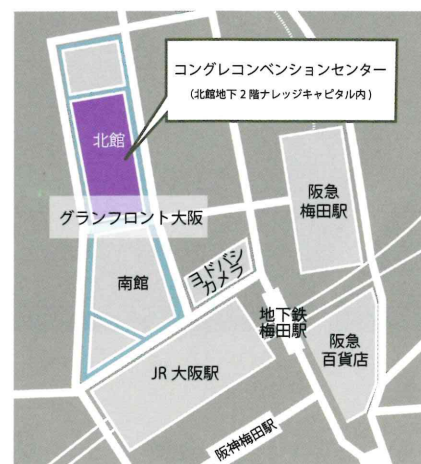 コングレコンベンションセンター
(北館地下2階ナレッジキャピタル内)
北館
阪急
梅田駅
グランフロント大阪
ヨドバシ
カメラ
南館
地下鉄
梅田駅
阪急
百貨店
JR大阪駅
阪神梅田駅